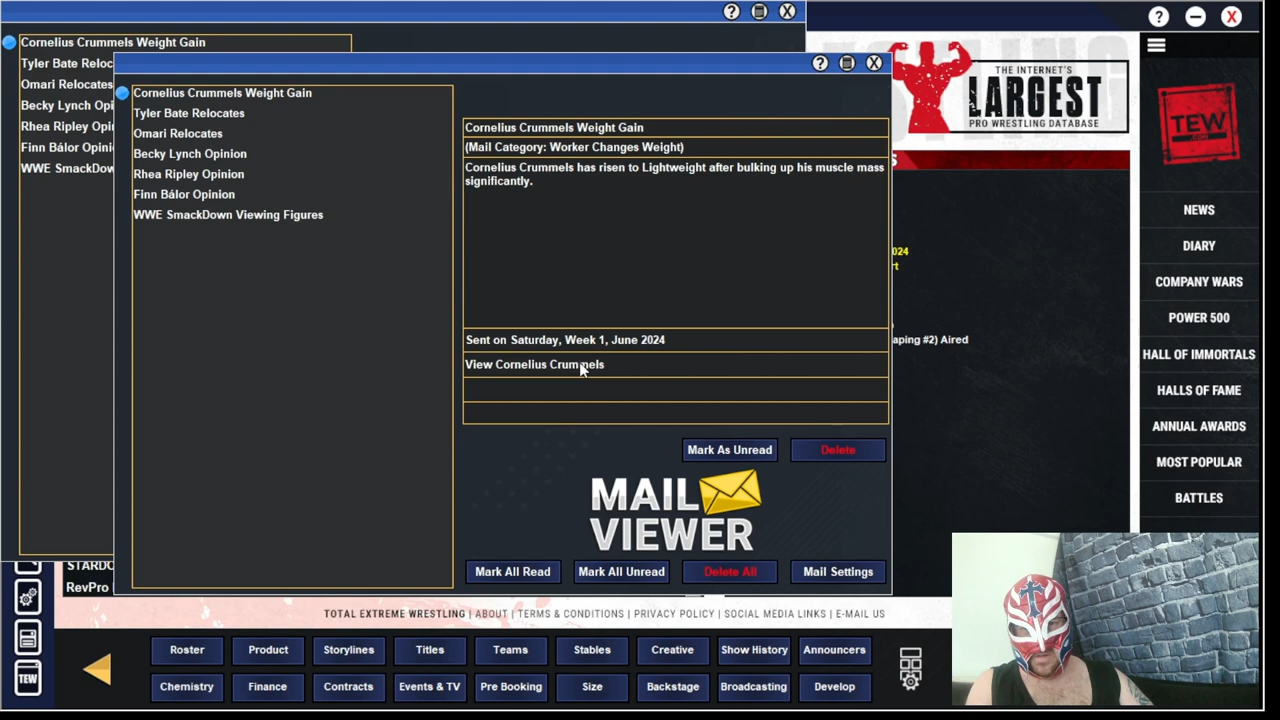 ? X
? X
Cornelius Crummels Weight Gain
Tyler Bate Reloc
Omari Relocates
Becky Lynch Opi
Rhea Ripley Opi
Finn Bálor Opini
WWE SmackDow
? X
Cornelius Crummels Weight Gain
Tyler Bate Relocates
Omari Relocates
Becky Lynch Opinion
Rhea Ripley Opinion
Finn Bálor Opinion
WWE SmackDown Viewing Figures
Cornelius Crummels Weight Gain
(Mail Category: Worker Changes Weight)
Cornelius Crummels has risen to Lightweight after bulking up his muscle mass
significantly.
Sent on Saturday, Week 1, June 2024
View Cornelius Crummels
Mark As Unread
Delete
MAIL
VIEWER
Mark All Read
Mark All Unread
Delete All
Mail Settings
THE INTERNET'S
LARGEST
PRO WRESTLING DATABASE
S
024
rt
aping #2) Aired
TEW
.COM
NEWS
DIARY
COMPANY WARS
POWER 500
HALL OF IMMORTALS
HALLS OF FAME
ANNUAL AWARDS
MOST POPULAR
BATTLES
STARDO
RevPro
TOTAL EXTREME WRESTLING | ABOUT | TERMS & CONDITIONS | PRIVACY POLICY | SOCIAL MEDIA LINKS | E-MAIL US
TEW
Roster
Product
Storylines
Titles
Teams
Stables
Creative
Show History
Announcers
Chemistry
Finance
Contracts
Events & TV
Pre Booking
Size
Backstage
Broadcasting
Develop